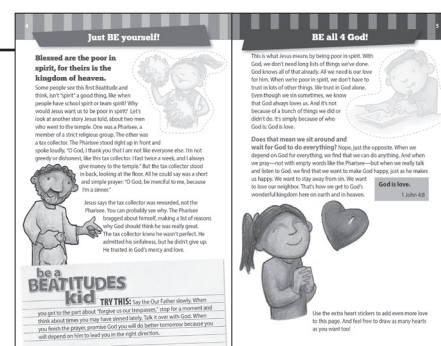 4
Just BE yourself!
Blessed are the poor in
spirit, for theirs is the
kingdom of heaven.
Some people see this first Beatitude and
think, isn't "spirit" a good thing, like when
people have school spirit or team spirit? Why
would Jesus want us to be poor in spirit? Let's
look at another story Jesus told, about two men
who went to the temple. One was a Pharisee, a
member of a strict religious group. The other was
a tax collector. The Pharisee stood right up in front and
spoke loudly, "O God, I thank you that I am not like everyone else. I'm not
greedy or dishonest, like this tax collector. I fast twice a week, and I always
give money to the temple." But the tax collector stood
in back, looking at the floor. All he could say was a short
and simple prayer: "O God, be merciful to me, because
I'm a sinner."
Jesus says the tax collector was rewarded, not the
Pharisee. You can probably see why. The Pharisee
bragged about himself, making a list of reasons
why God should think he was really great.
The tax collector knew he wasn't perfect. He
admitted his sinfulness, but he didn't give up.
He trusted in God's mercy and love.
be a
BEATITUDES
kid
TRY THIS: Say the Our Father slowly. When
you get to the part about "forgive us our trespasses," stop for a moment and
think about times you may have sinned lately. Talk it over with God. When
you finish the prayer, promise God you will do better tomorrow because you
will depend on him to lead you in the right direction.
BE all 4 God!
5
This is what Jesus means by being poor in spirit. With
God, we don't need long lists of things we've done.
God knows all of that already. All we need is our love
for him. When we're poor in spirit, we don't have to
trust in lots of other things. We trust in God alone.
Even though we sin sometimes, we know
that God always loves us. And it's not
because of a bunch of things we did or
didn't do. It's simply because of who
God is: God is love.
Does that mean we sit around and
wait for God to do everything? Nope, just the opposite. When we
depend on God for everything, we find that we can do anything. And when
we pray—not with empty words like the Pharisee—but when we really talk
and listen to God, we find that we want to make God happy, just as he makes
us happy. We want to stay away from sin. We want
to love our neighbor. That's how we get to God's
wonderful kingdom here on earth and in heaven.
God is love.
1 John 4:8
Use the extra heart stickers to add even more love
to this page. And feel free to draw as many hearts
as you want too!